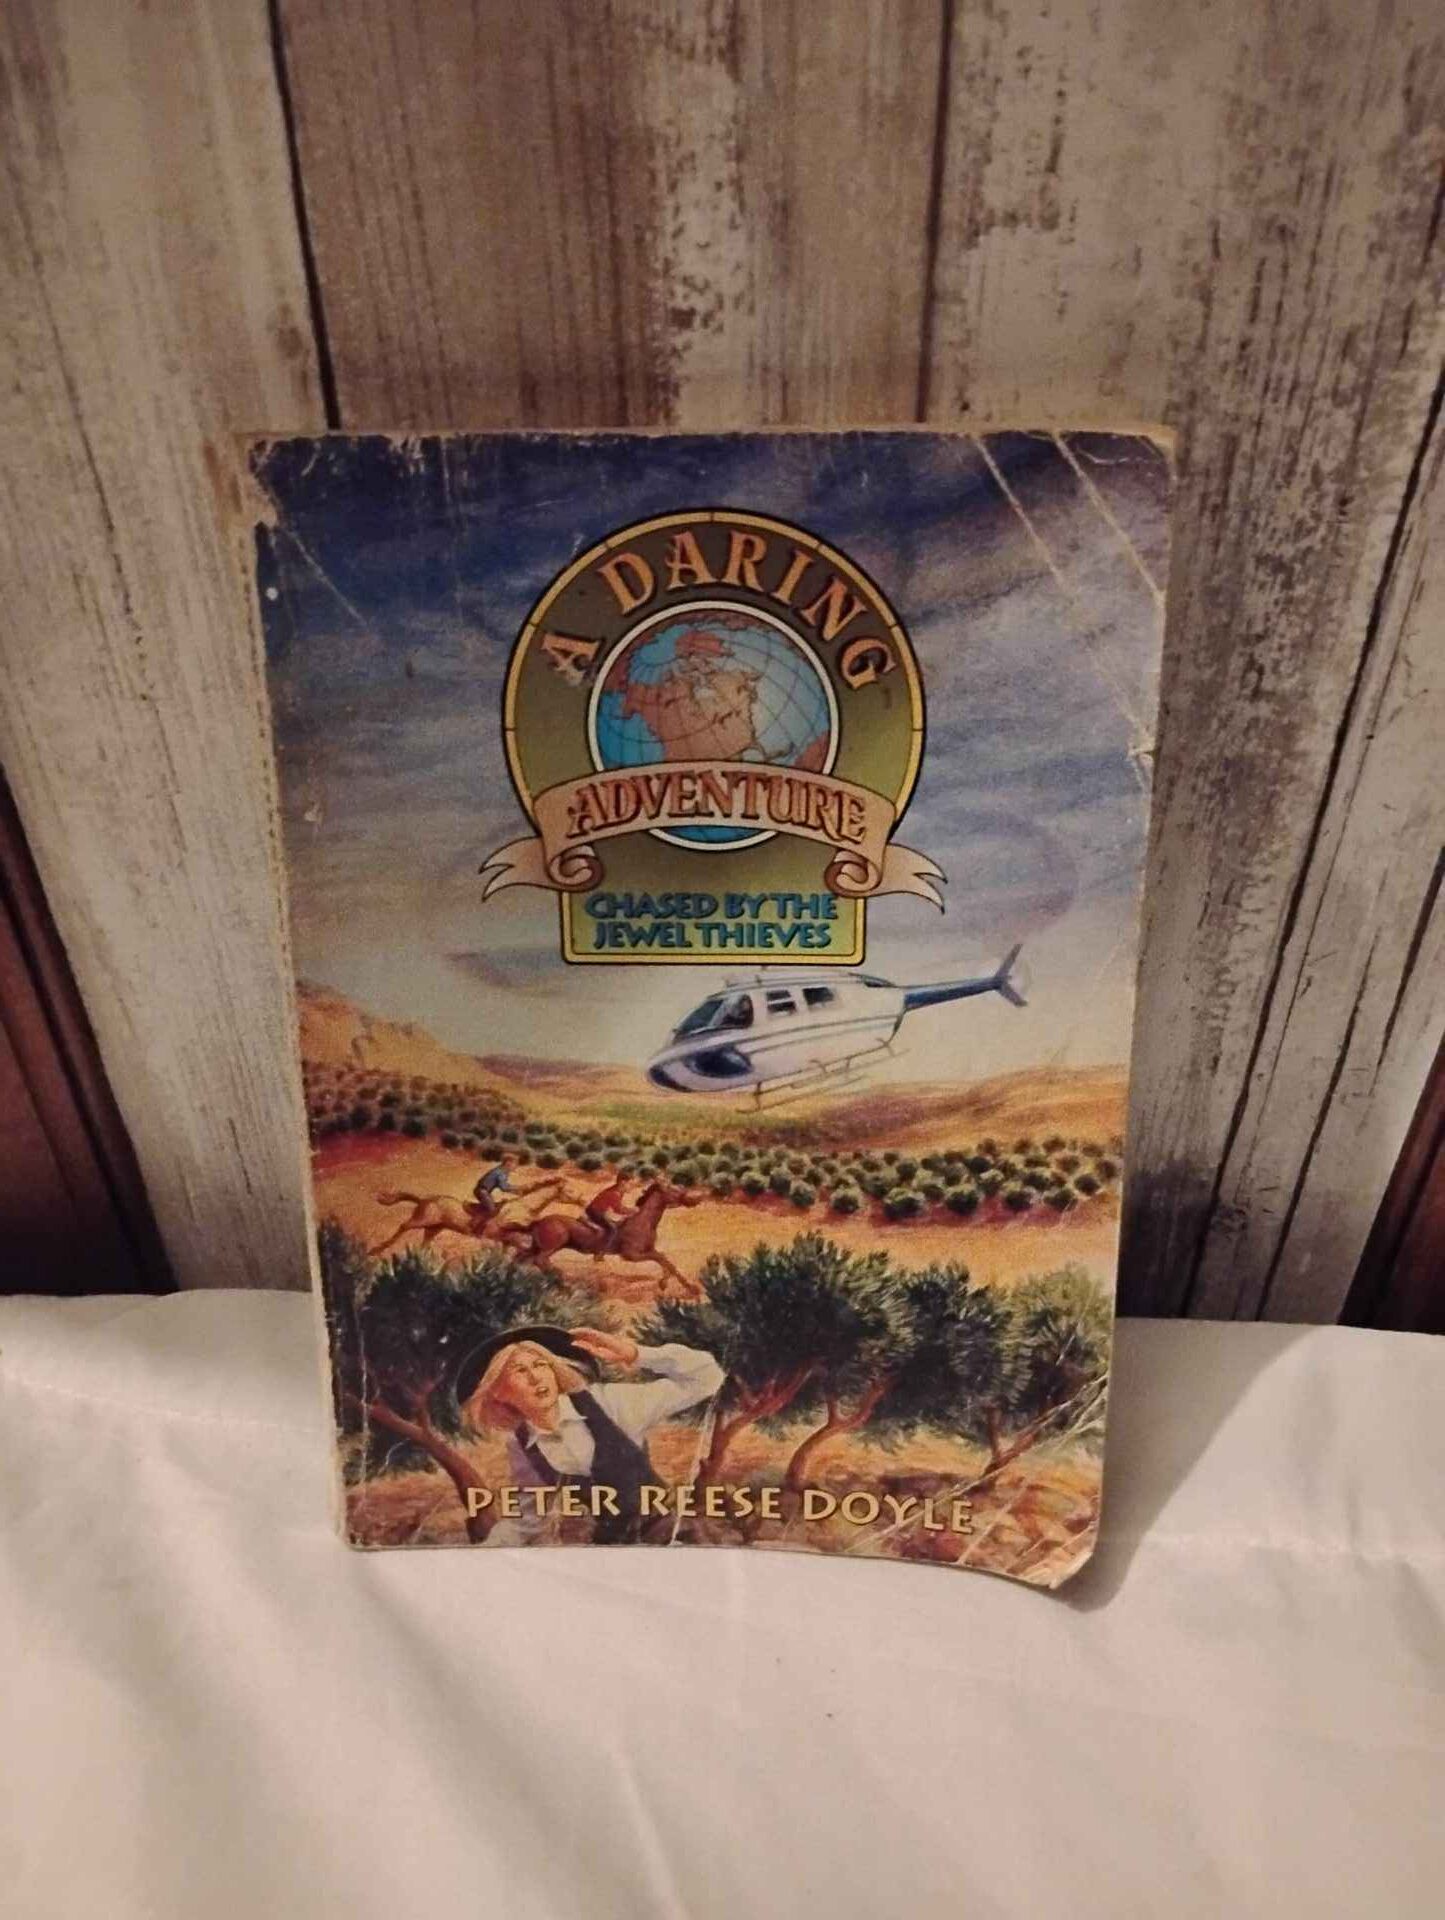 A DARING
ADVENTURE
CHASED BY THE
JEWEL THIEVES
PETER REESE DOYLE